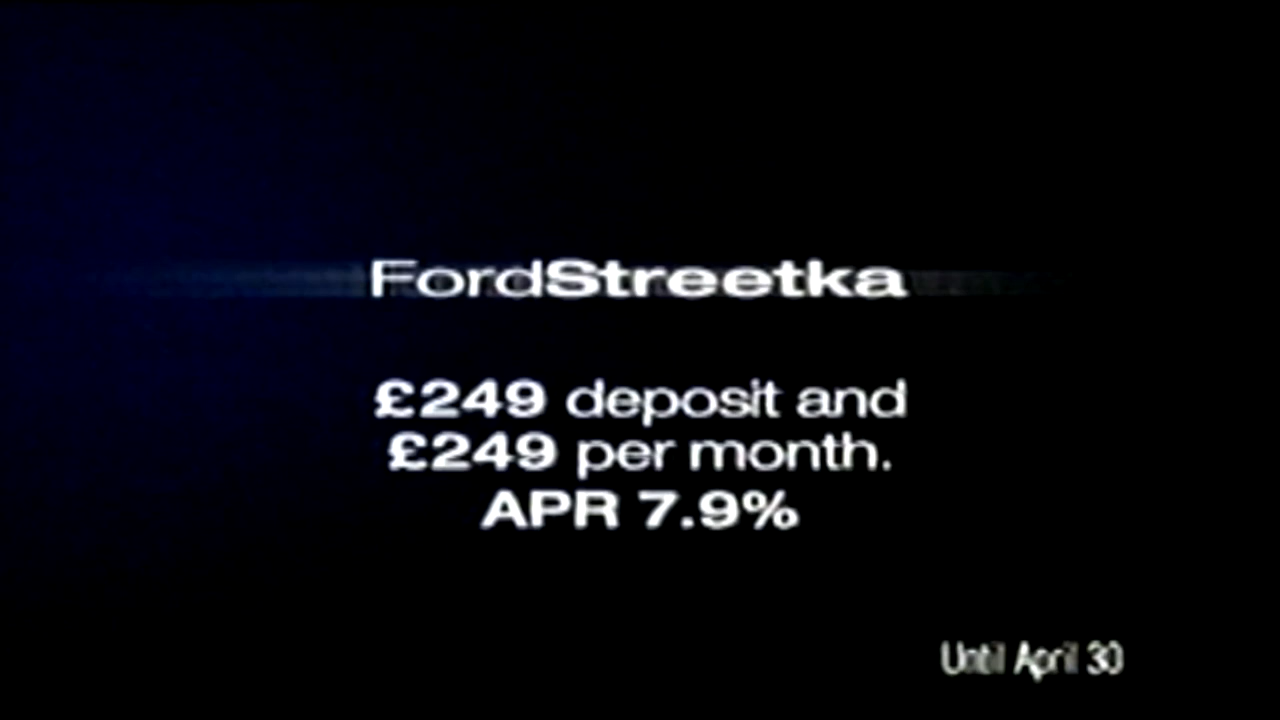 FordStreetka
£249 deposit and
£249 per month.
APR 7.9%
Until April 30